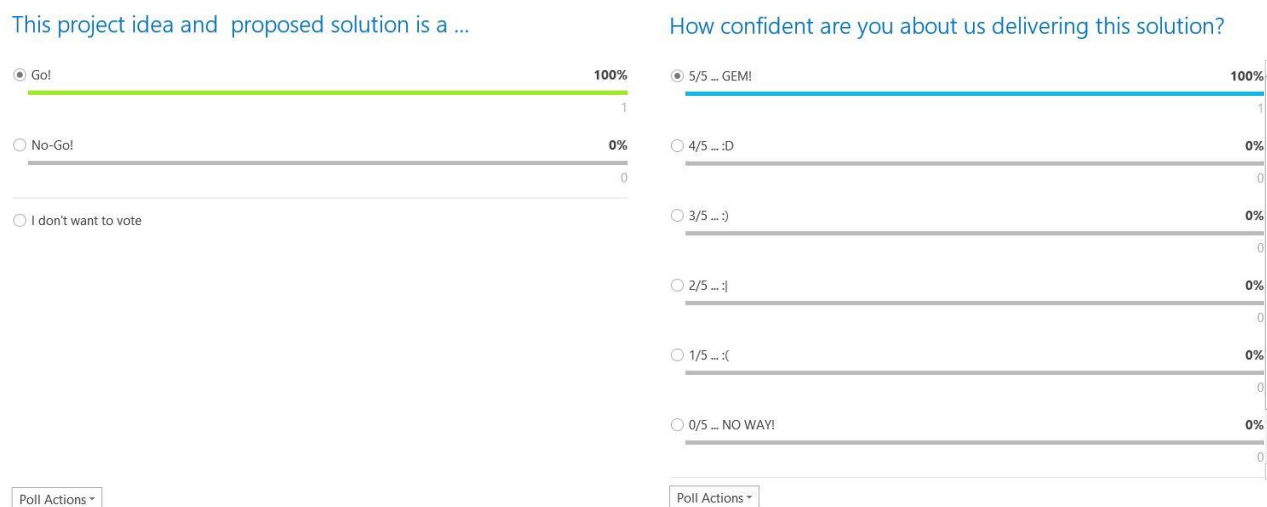 This project idea and  proposed solution is a ...
Go!
100%
1
No-Go!
0%
0
I don't want to vote
Poll Actions
How confident are you about us delivering this solution?
5/5 ... GEM!
100%
1
4/5 ... :D
0%
0
3/5 ... :)
0%
0
2/5 ... :|
0%
0
1/5 ... :(
0%
0
0/5 ... NO WAY!
0%
0
Poll Actions